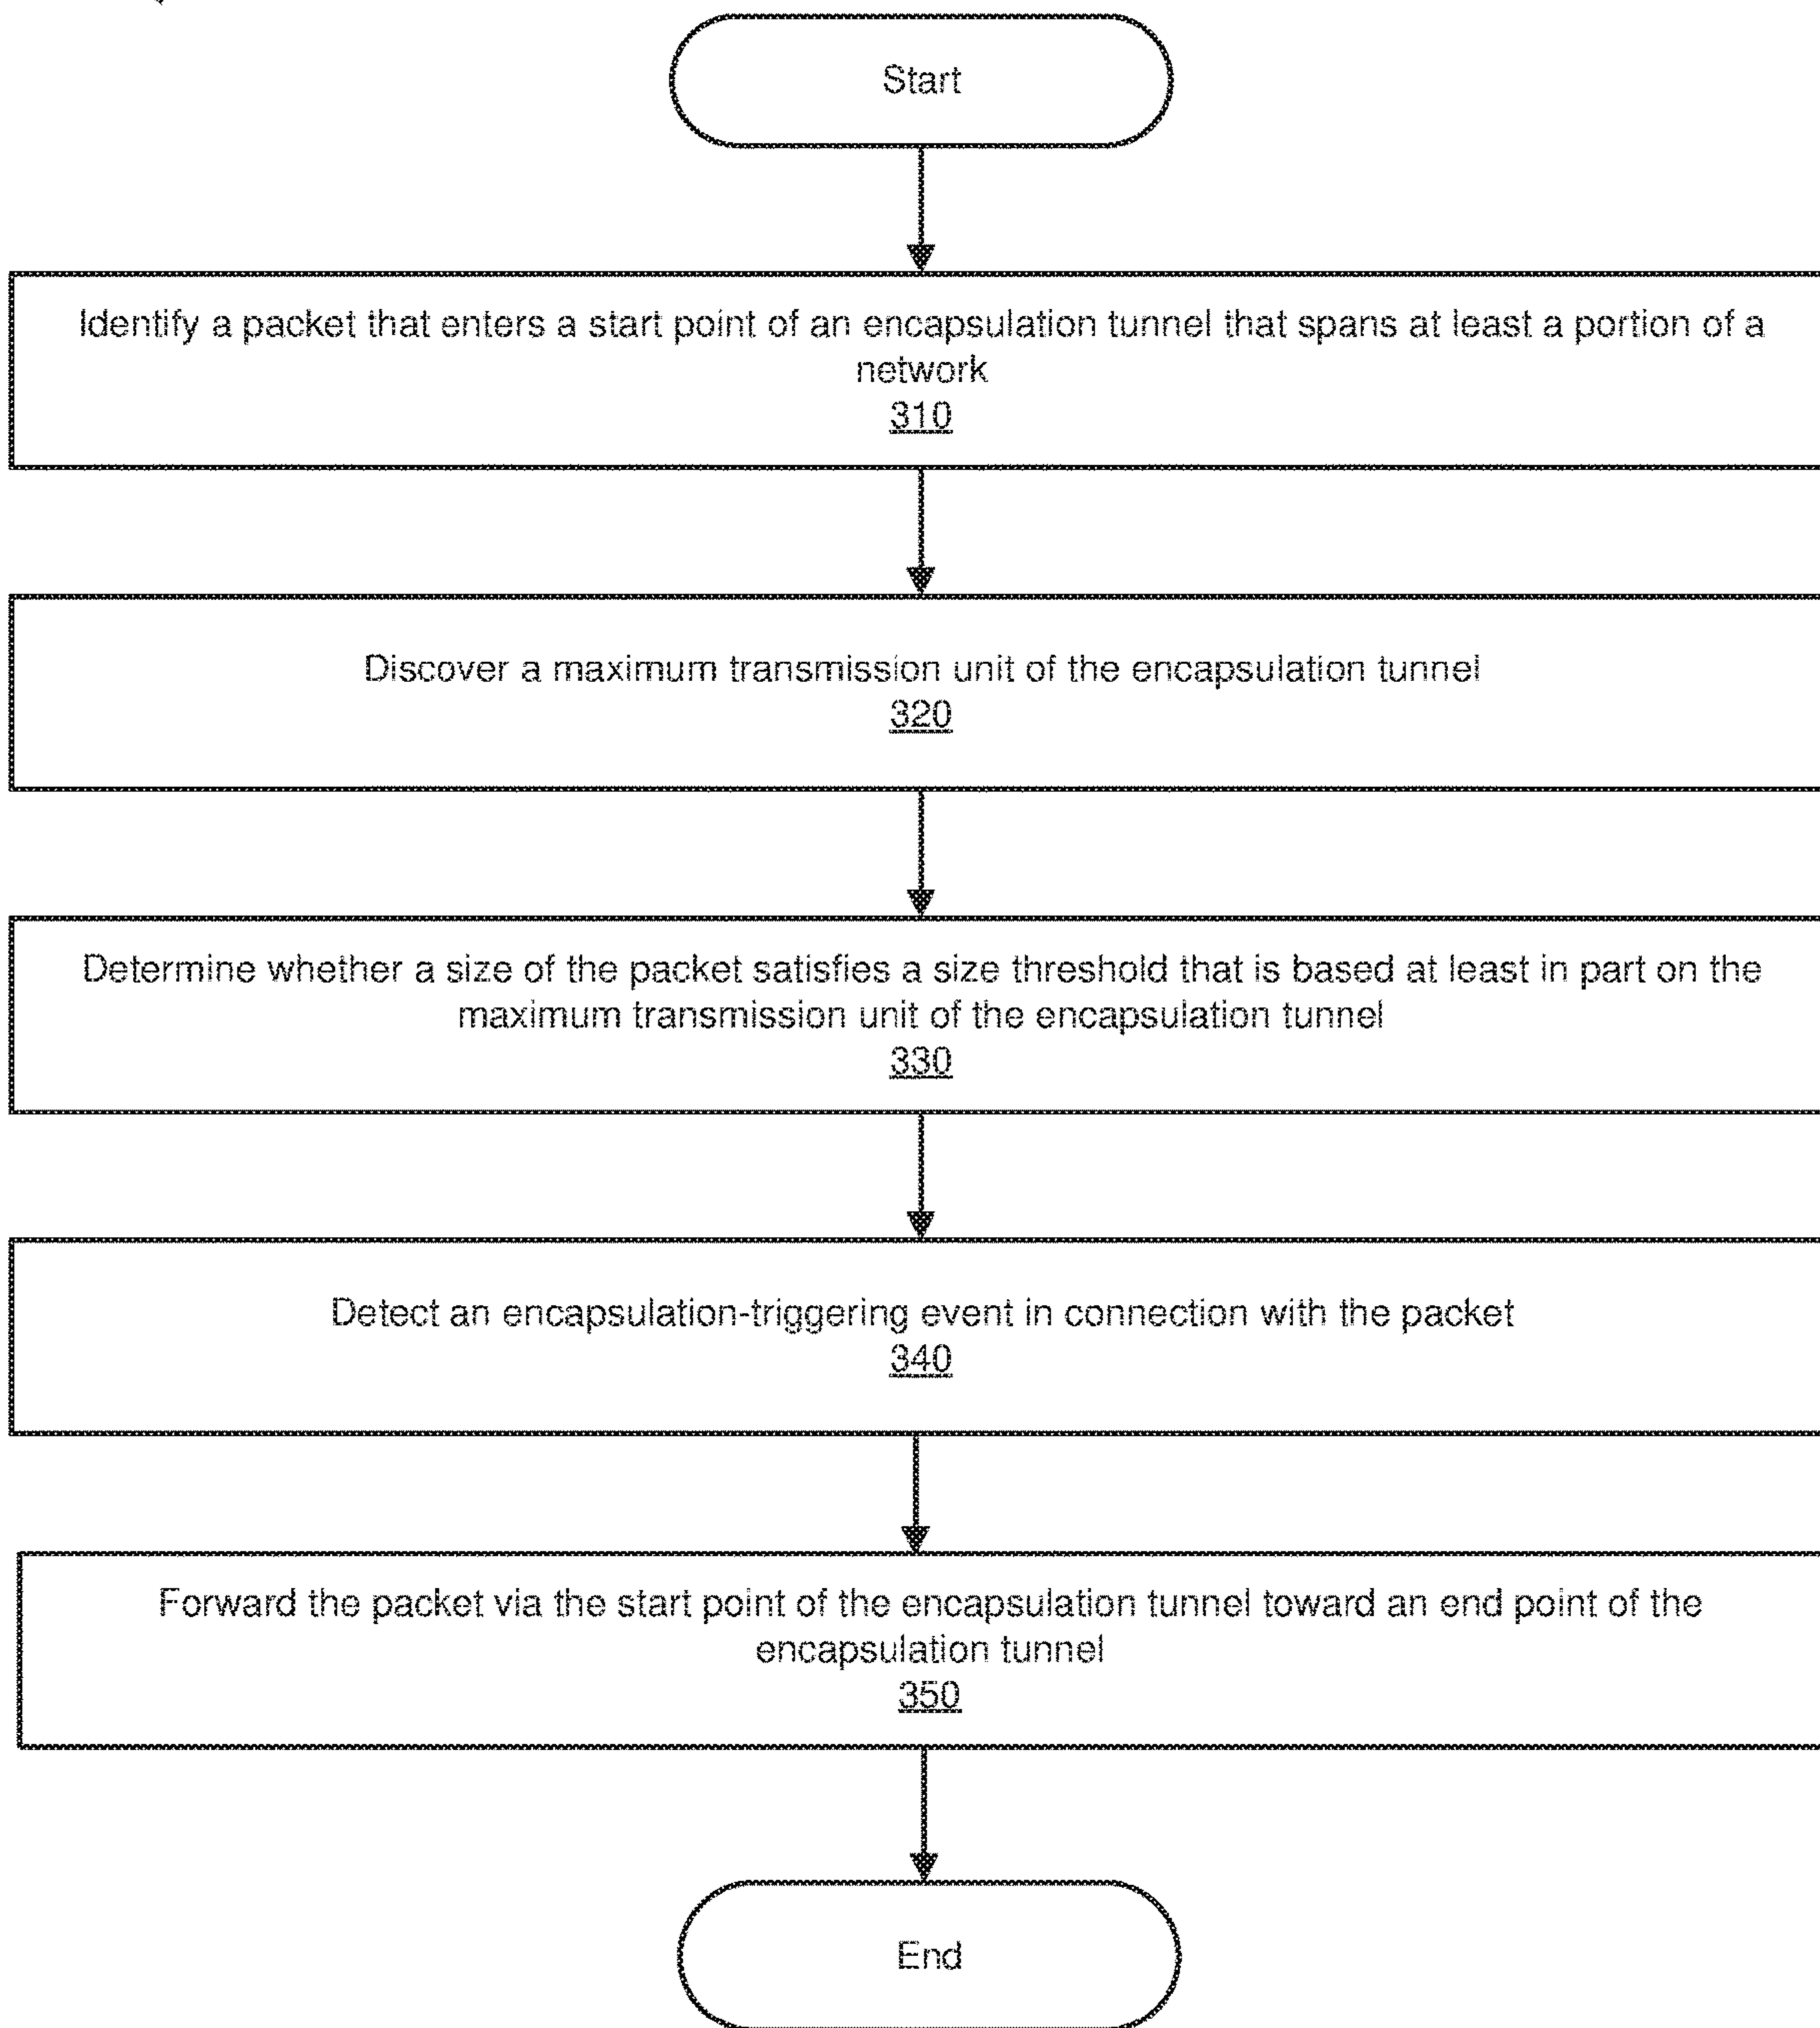 Start
Identify a packet that enters a start point of an encapsulation tunnel that spans at least a portion of a
network
310
Discover a maximum transmission unit of the encapsulation tunnel
320
Determine whether a size of the packet satisfies a size threshold that is based at least in part on the
maximum transmission unit of the encapsulation tunnel
330
Detect an encapsulation-triggering event in connection with the packet
340
Forward the packet via the start point of the encapsulation tunnel toward an end point of the
encapsulation tunnel
350
End